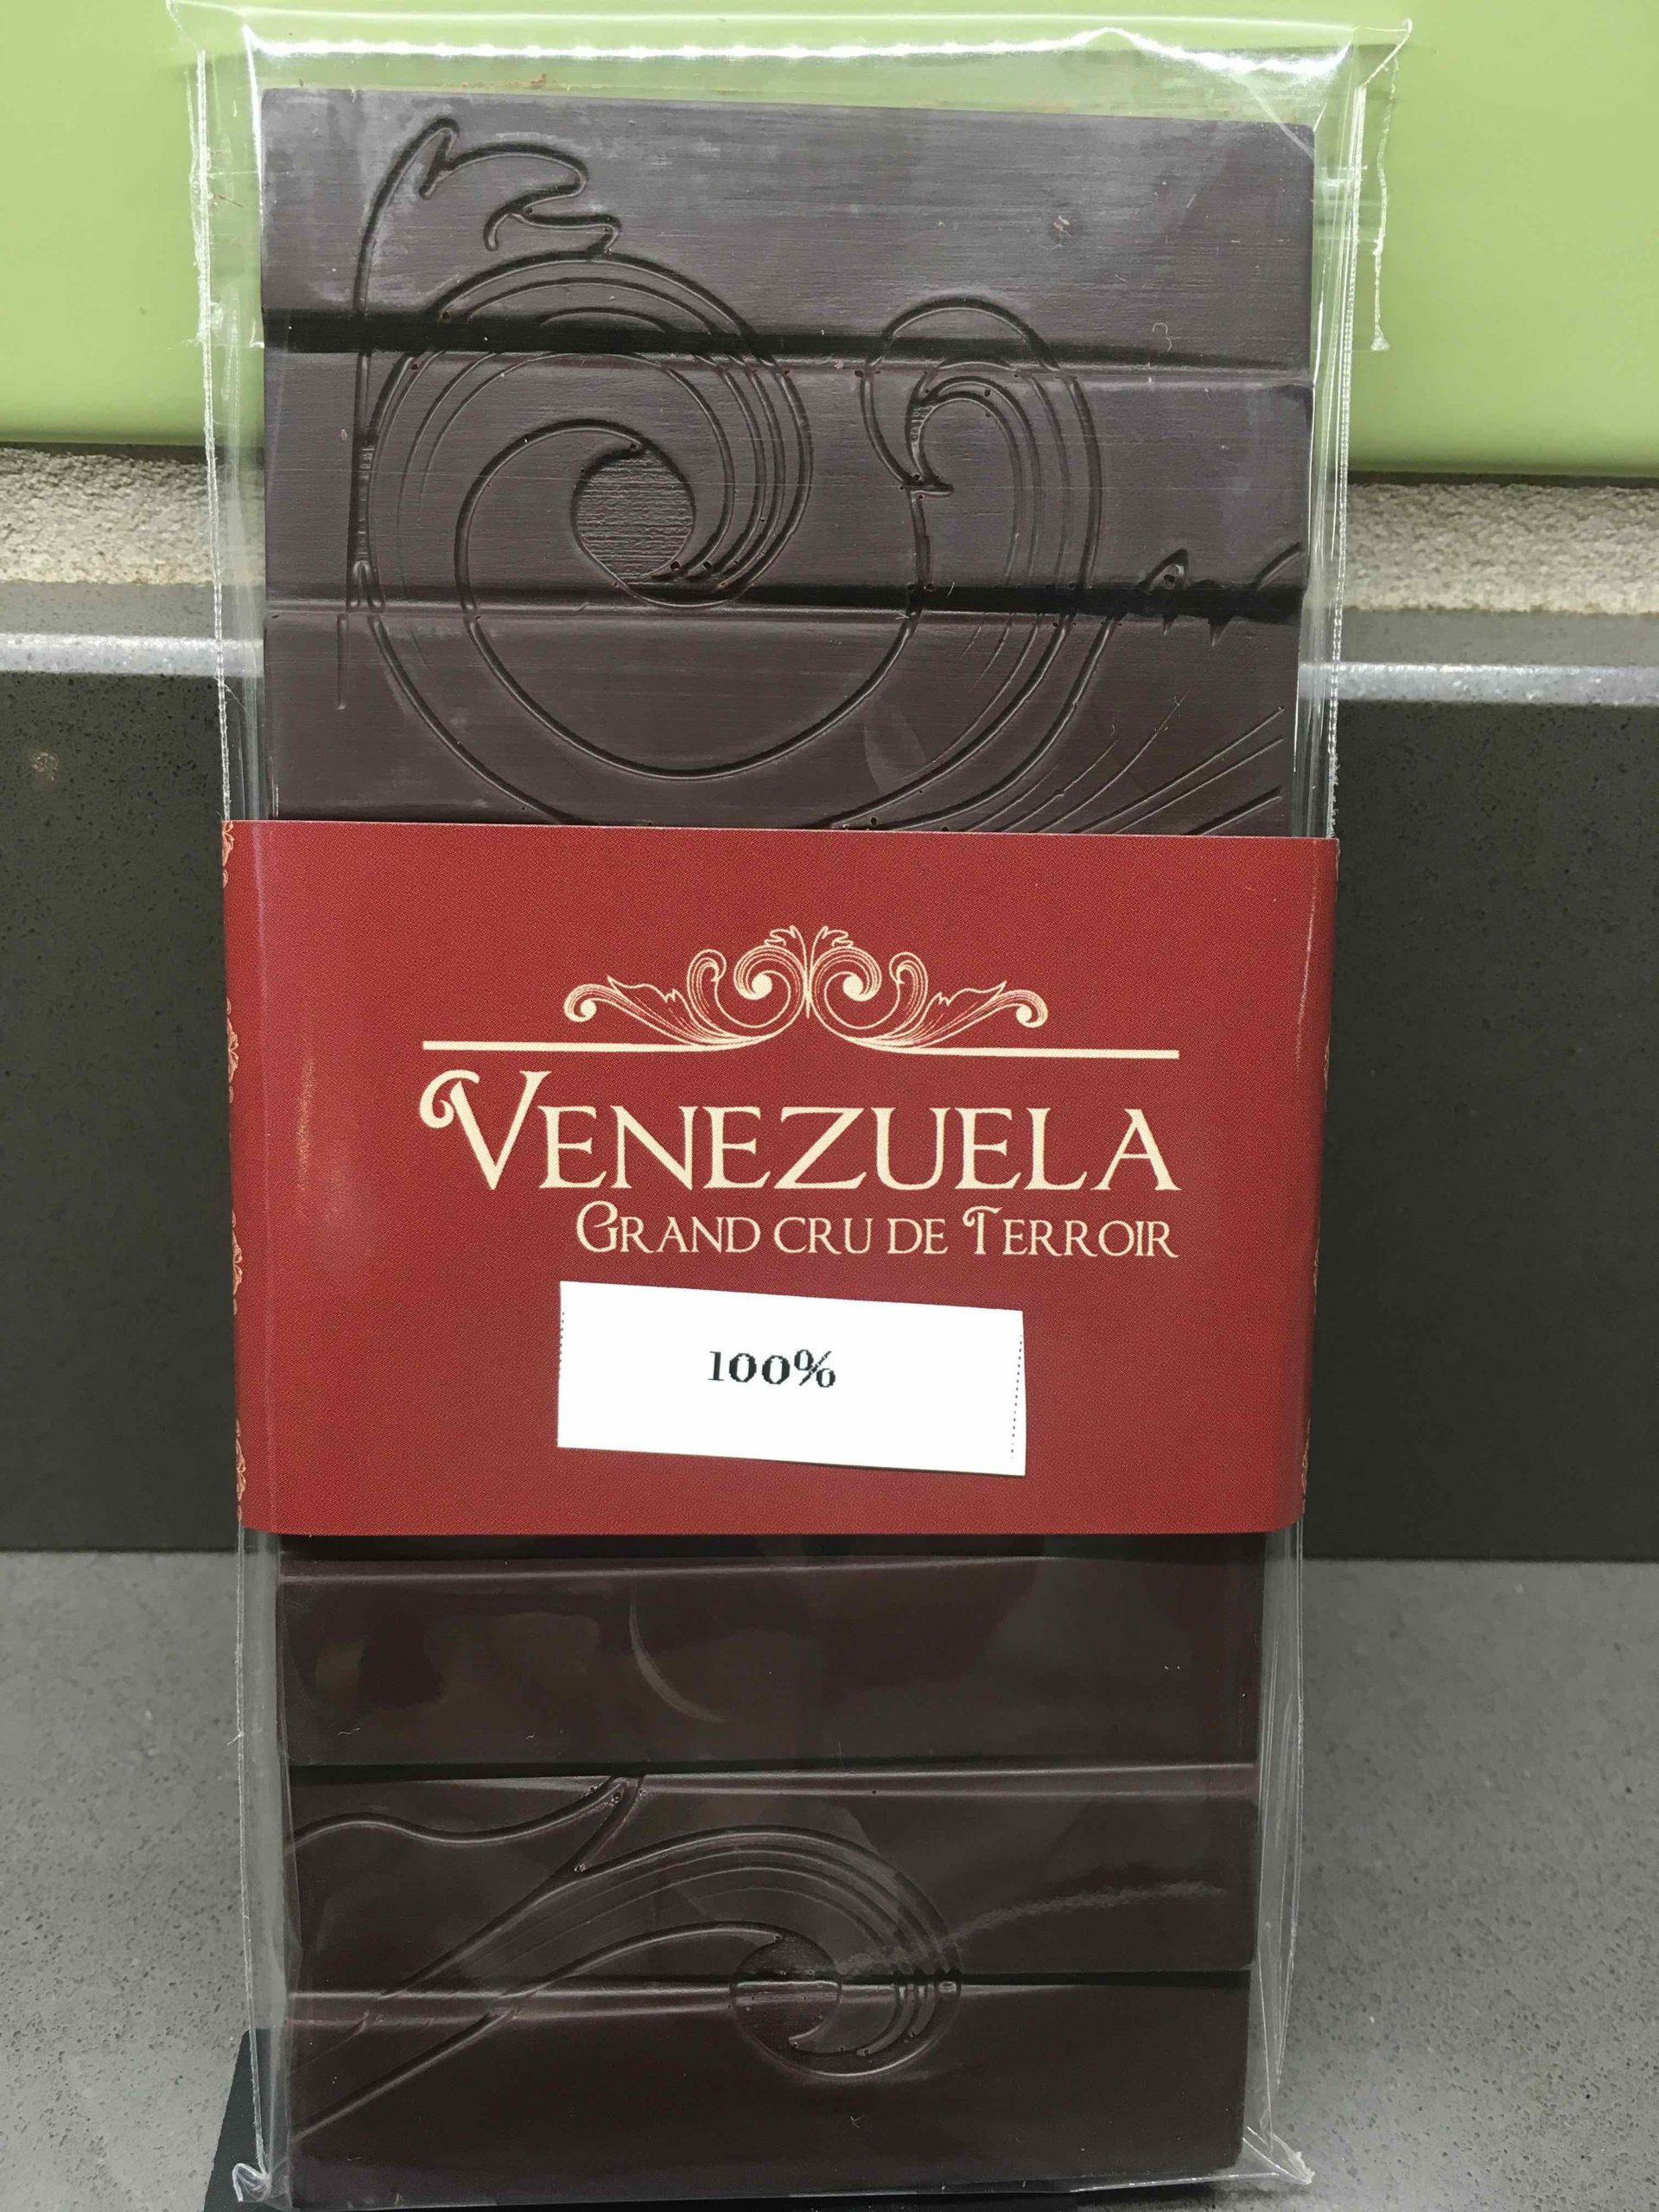 VENEZUELA
GRAND CRU DE TERROIR
100%